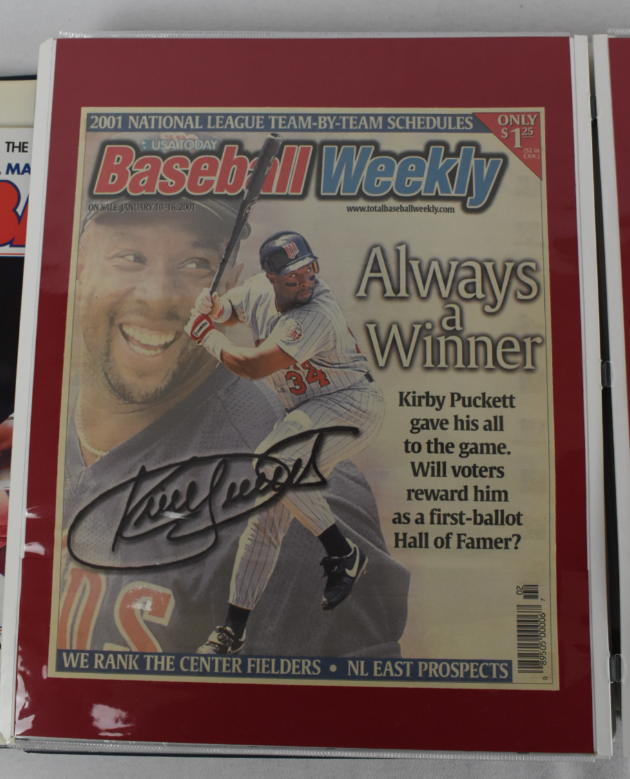 2001 NATIONAL LEAGUE TEAM-BY-TEAM SCHEDULES
ONLY
$1.25
USA TODAY
Baseball Weekly
ON SALE JANUARY 10-16, 2001
www.totalbaseballweekly.com
Always
a
Winner
Kirby Puckett
gave his all
to the game.
Will voters
reward him
as a first-ballot
Hall of Famer?
34
WE RANK THE CENTER FIELDERS • NL EAST PROSPECTS
02
THE